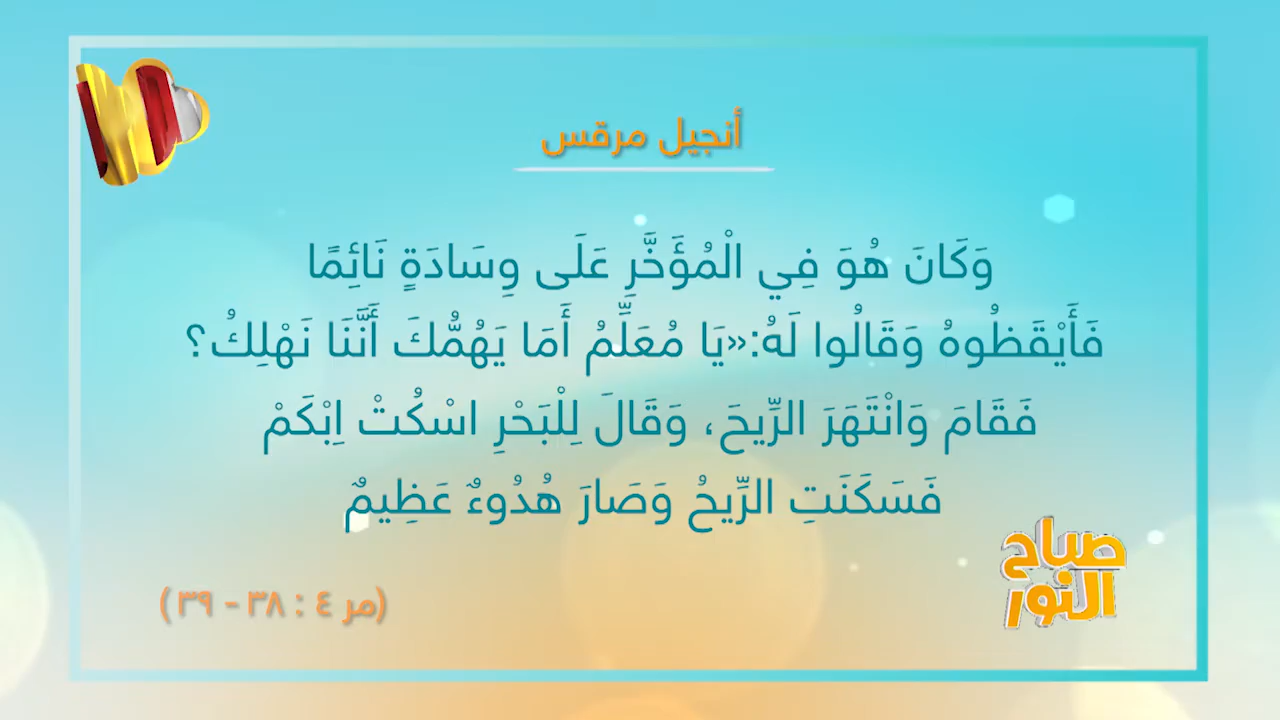 أنجيل مرقس
وَكَانَ هُوَ فِي الْمُؤَخَّرِ عَلَى وِسَادَةٍ نَائِمًا
فَأَيْقَظُوهُ وَقَالُوا لَهُ:«يَا مُعَلِّمُ أَمَا يَهُمُّكَ أَنَّنَا نَهْلِكُ؟
فَقَامَ وَانْتَهَرَ الرِّيحَ، وَقَالَ لِلْبَحْرِ اسْكُتْ اِبْكَمْ
فَسَكَنَتِ الرِّيحُ وَصَارَ هُدُوءٌ عَظِيمٌ
(مر ٤ : ٣٨ - ٣٩)
صباح
النور